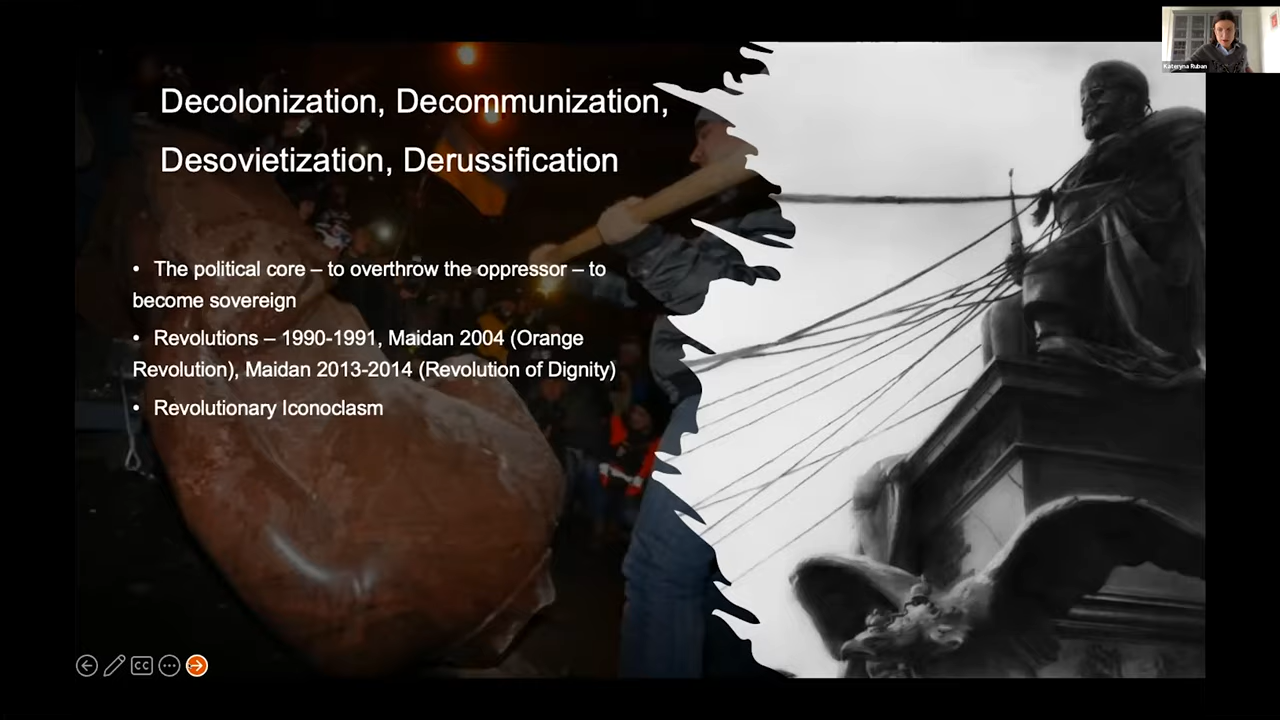 Kateryna Ruban
Decolonization, Decommunization,
Desovietization, Derussification
• The political core – to overthrow the oppressor – to
become sovereign
• Revolutions – 1990-1991, Maidan 2004 (Orange
Revolution), Maidan 2013-2014 (Revolution of Dignity)
• Revolutionary Iconoclasm
CC